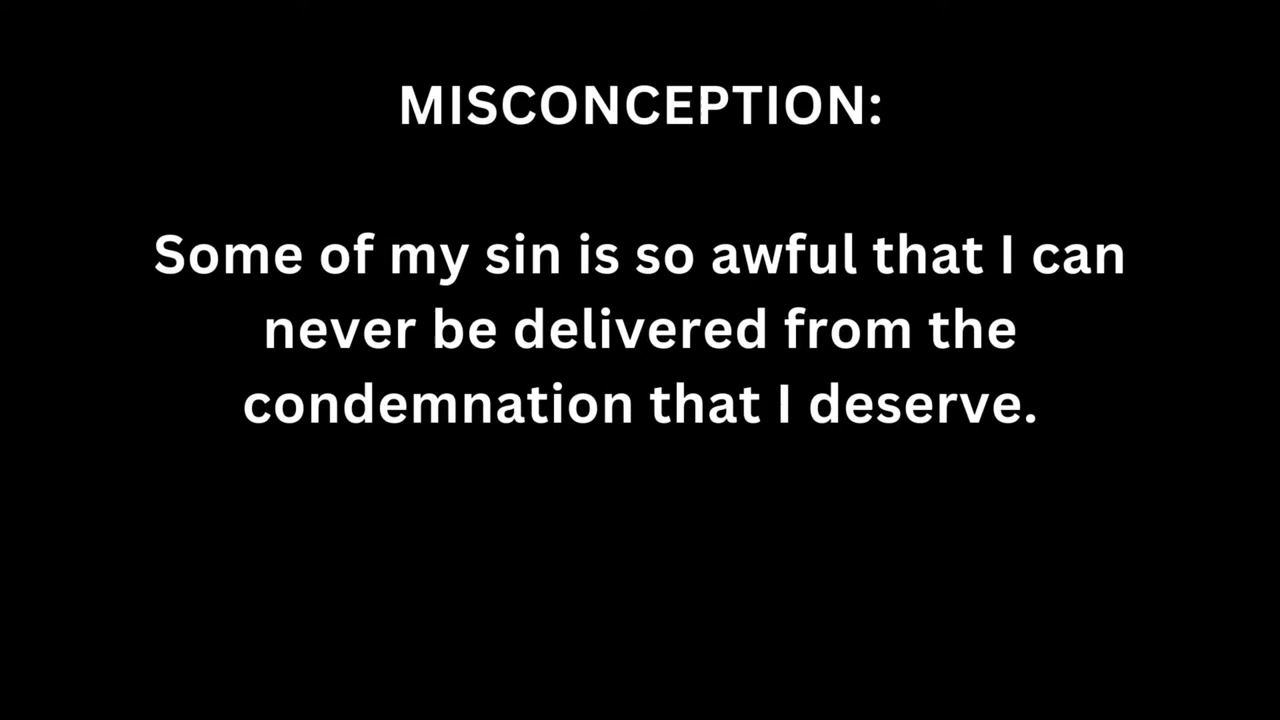 MISCONCEPTION:
Some of my sin is so awful that I can
never be delivered from the
condemnation that I deserve.